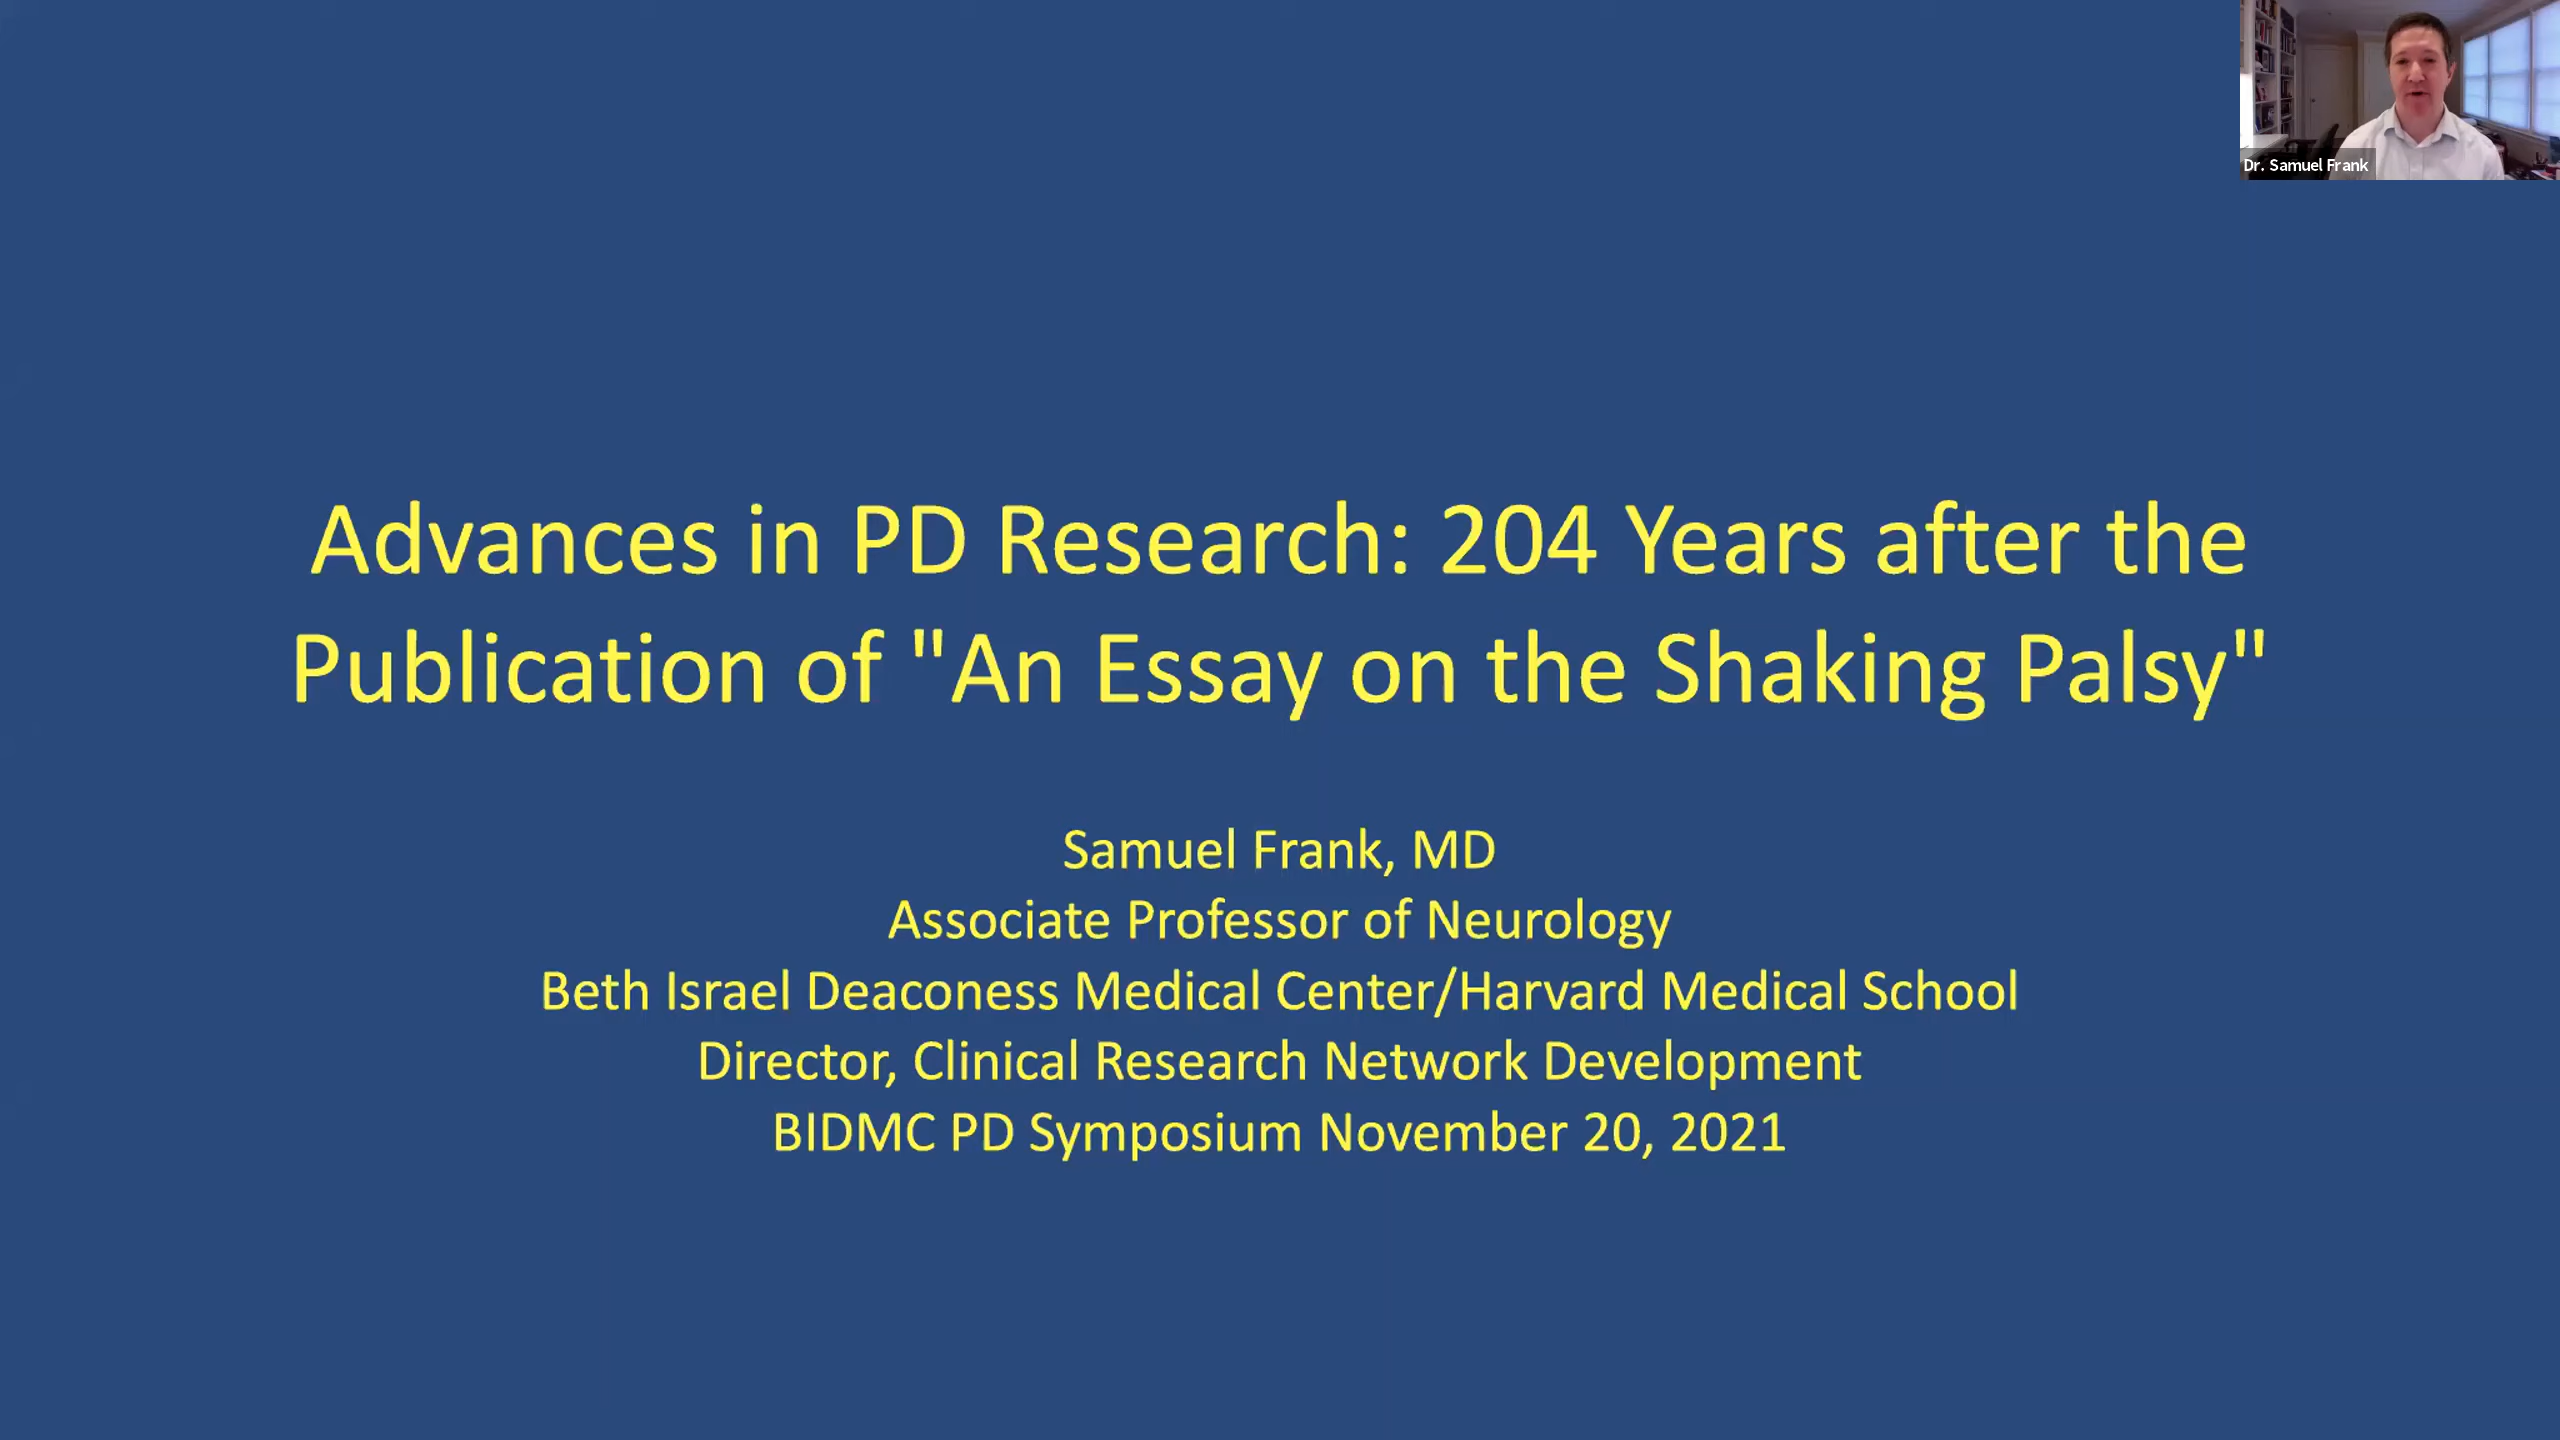 Dr. Samuel Frank
Advances in PD Research: 204 Years after the
Publication of "An Essay on the Shaking Palsy"
Samuel Frank, MD
Associate Professor of Neurology
Beth Israel Deaconess Medical Center/Harvard Medical School
Director, Clinical Research Network Development
BIDMC PD Symposium November 20, 2021